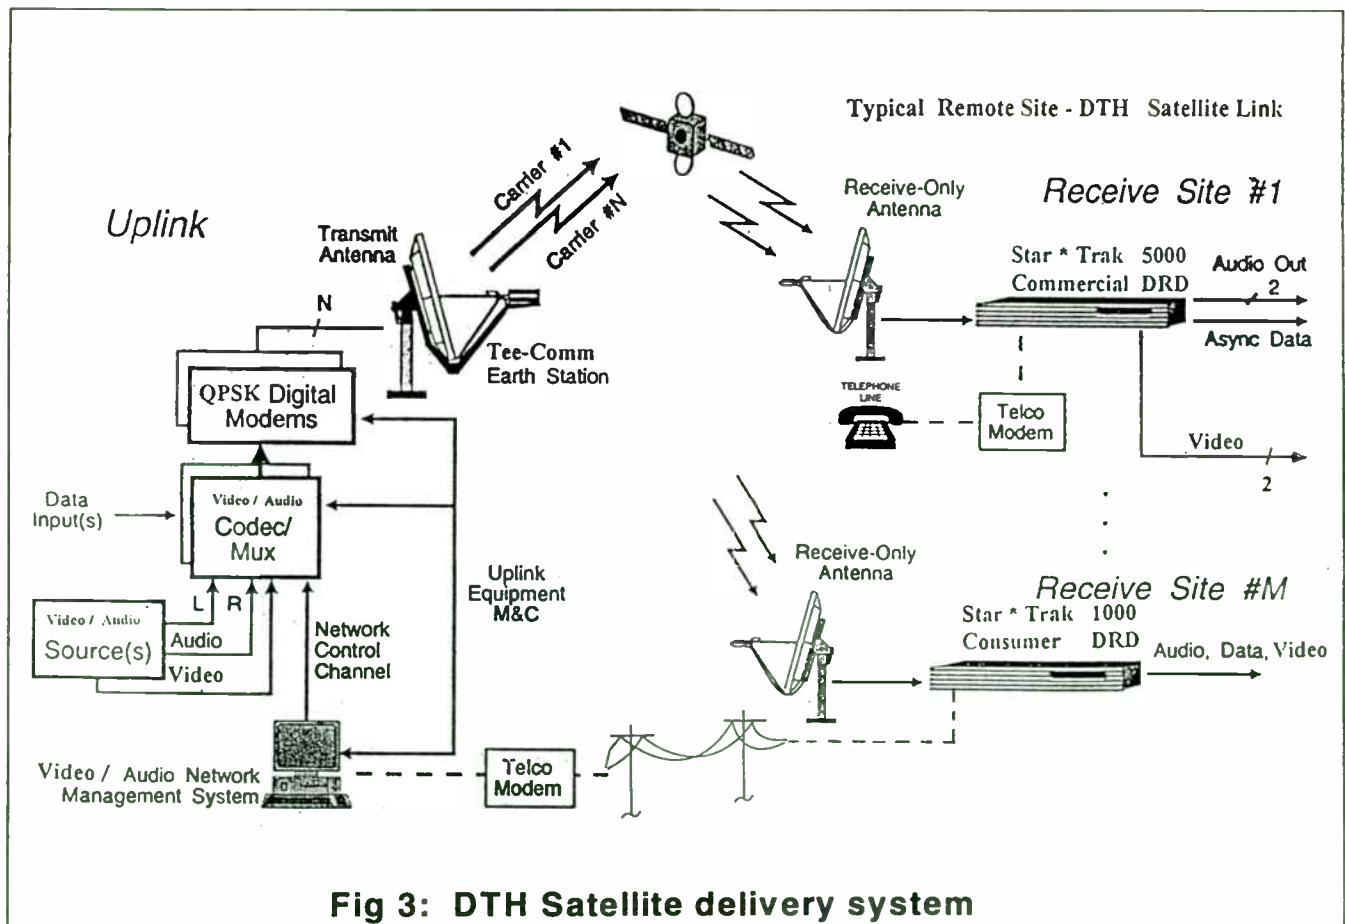 Typical Remote Site - DTH Satellite Link
Uplink
Carrier #1
Carrier #N
Transmit
Antenna
N
Tee-Comm
Earth Station
QPSK Digital
Modems
Data
Input(s)
Video / Audio
Codec/
Mux
L R
Video / Audio
Source(s)
Audio
Video
Network
Control
Channel
Uplink
Equipment
M&C
Video / Audio Network
Management System
Telco
Modem
Receive-Only
Antenna
Receive Site #1
Star * Trak 5000
Commercial DRD
Audio Out
2
Async Data
TELEPHONE
LINE
Telco
Modem
Video
2
Receive-Only
Antenna
Receive Site #M
Star * Trak 1000
Consumer DRD
Audio, Data, Video
Fig 3: DTH Satellite delivery system